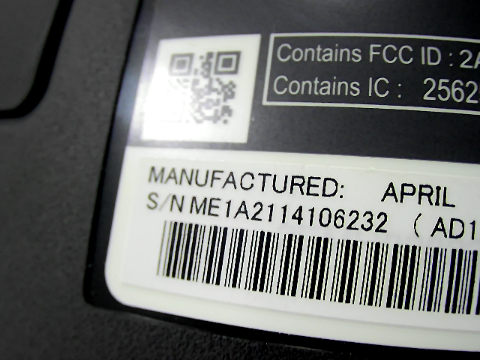 Contains FCC ID : 2A
Contains IC : 2562
MANUFACTURED: APRIL
S/N ME1A2114106232 ( AD1